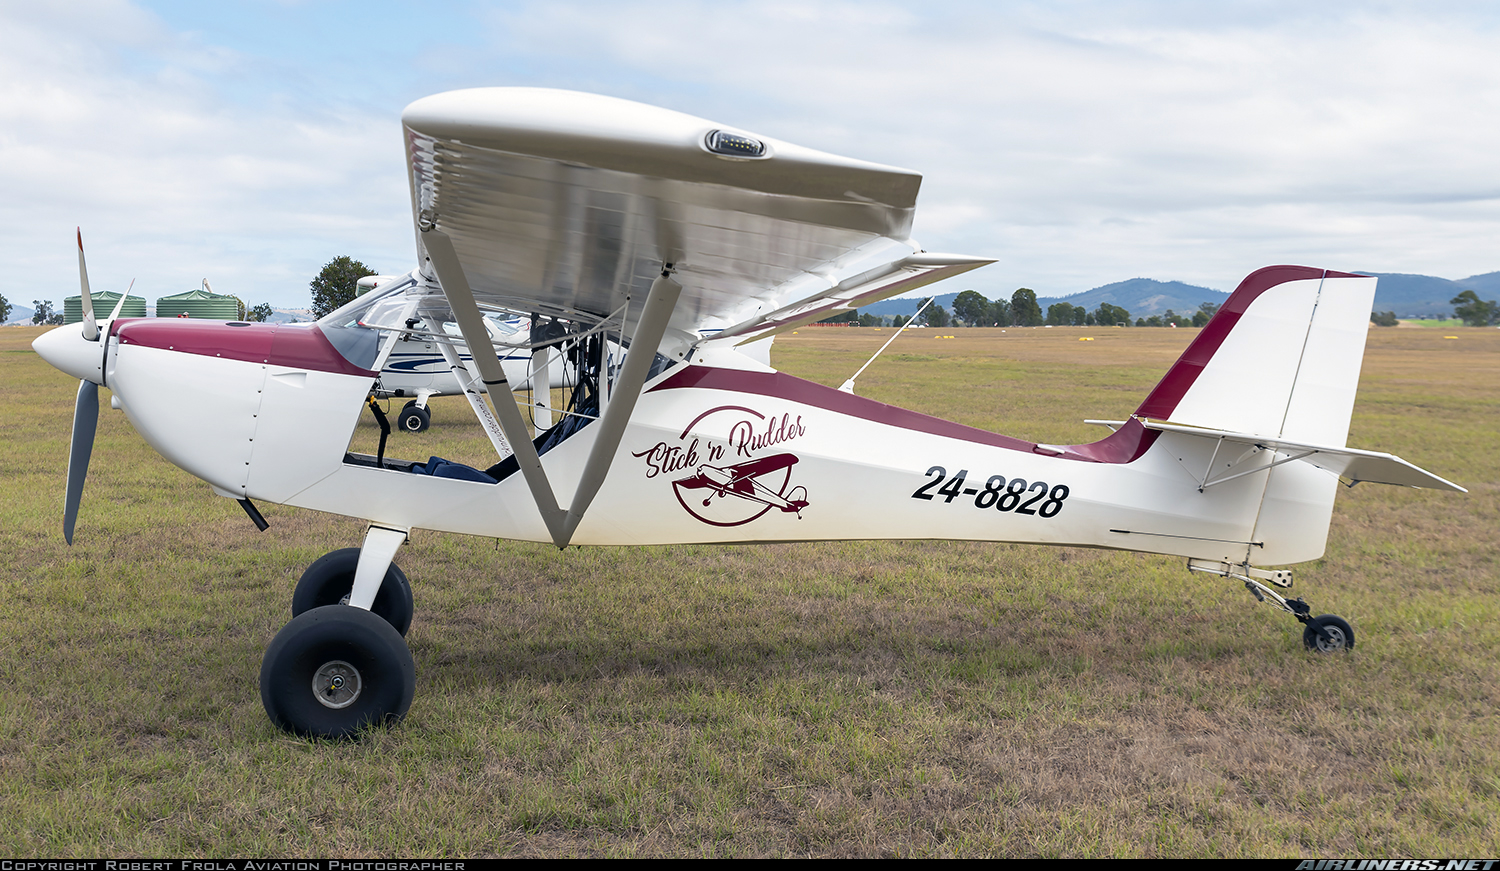 Stick 'n Rudder
24-8828
Copyright Robert Frola Aviation Photographer
AIRLINERS.NET